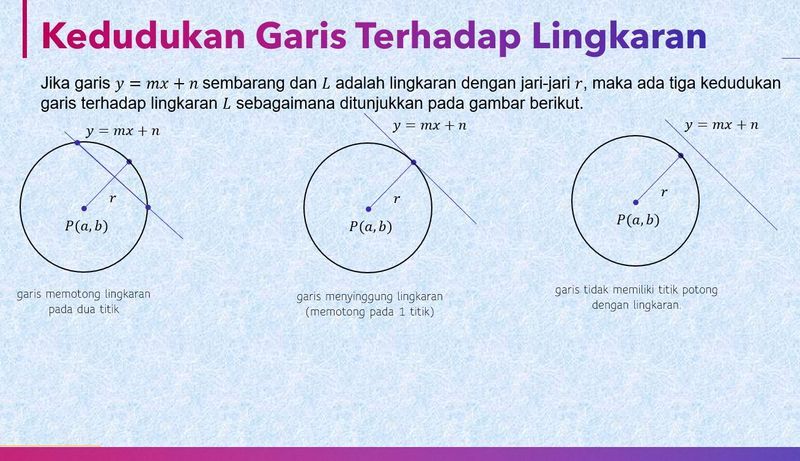 Kedudukan Garis Terhadap Lingkaran
Jika garis y = mx + n sembarang dan L adalah lingkaran dengan jari-jari r, maka ada tiga kedudukan
garis terhadap lingkaran L sebagaimana ditunjukkan pada gambar berikut.
y = mx + n
r
P(a, b)
garis memotong lingkaran
pada dua titik
y = mx + n
r
P(a, b)
garis menyinggung lingkaran
(memotong pada 1 titik)
y = mx + n
r
P(a, b)
garis tidak memiliki titik potong
dengan lingkaran.